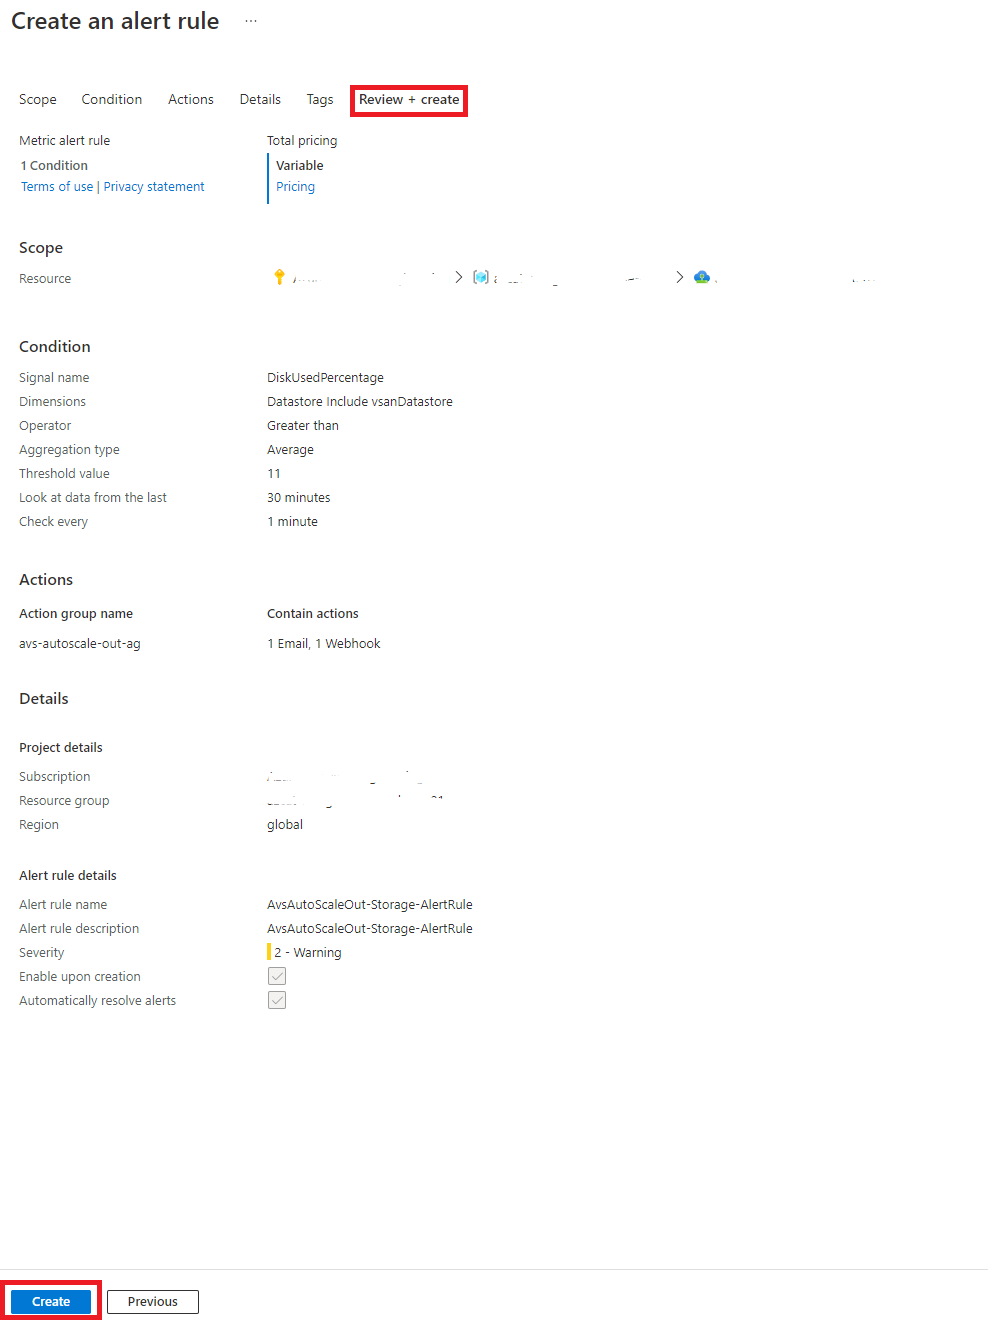 Create an alert rule ...
Scope Condition Actions Details Tags Review + create
Metric alert rule Total pricing
1 Condition Variable
Terms of use | Privacy statement Pricing
Scope
Resource
Condition
Signal name DiskUsedPercentage
Dimensions Datastore Include vsanDatastore
Operator Greater than
Aggregation type Average
Threshold value 11
Look at data from the last 30 minutes
Check every 1 minute
Actions
Action group name Contain actions
avs-autoscale-out-ag 1 Email, 1 Webhook
Details
Project details
Subscription
Resource group
Region global
Alert rule details
Alert rule name AvsAutoScaleOut-Storage-AlertRule
Alert rule description AvsAutoScaleOut-Storage-AlertRule
Severity 2 - Warning
Enable upon creation
Automatically resolve alerts
Create Previous